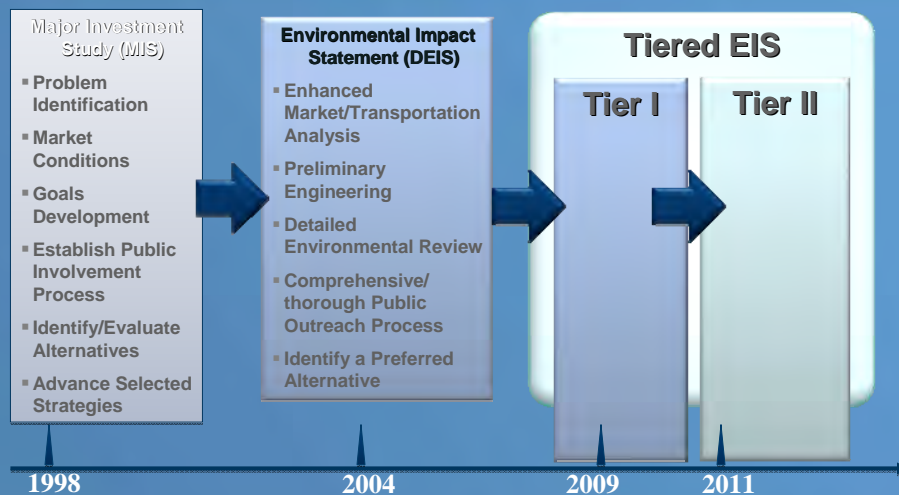 Major Investment
Study (MIS)
▪ Problem
Identification
▪ Market
Conditions
▪ Goals
Development
▪ Establish Public
Involvement
Process
▪ Identify/Evaluate
Alternatives
▪ Advance Selected
Strategies
Environmental Impact
Statement (DEIS)
▪ Enhanced
Market/Transportation
Analysis
▪ Preliminary
Engineering
▪ Detailed
Environmental Review
▪ Comprehensive/
thorough Public
Outreach Process
▪ Identify a Preferred
Alternative
Tiered EIS
Tier I
Tier II
1998
2004
2009
2011